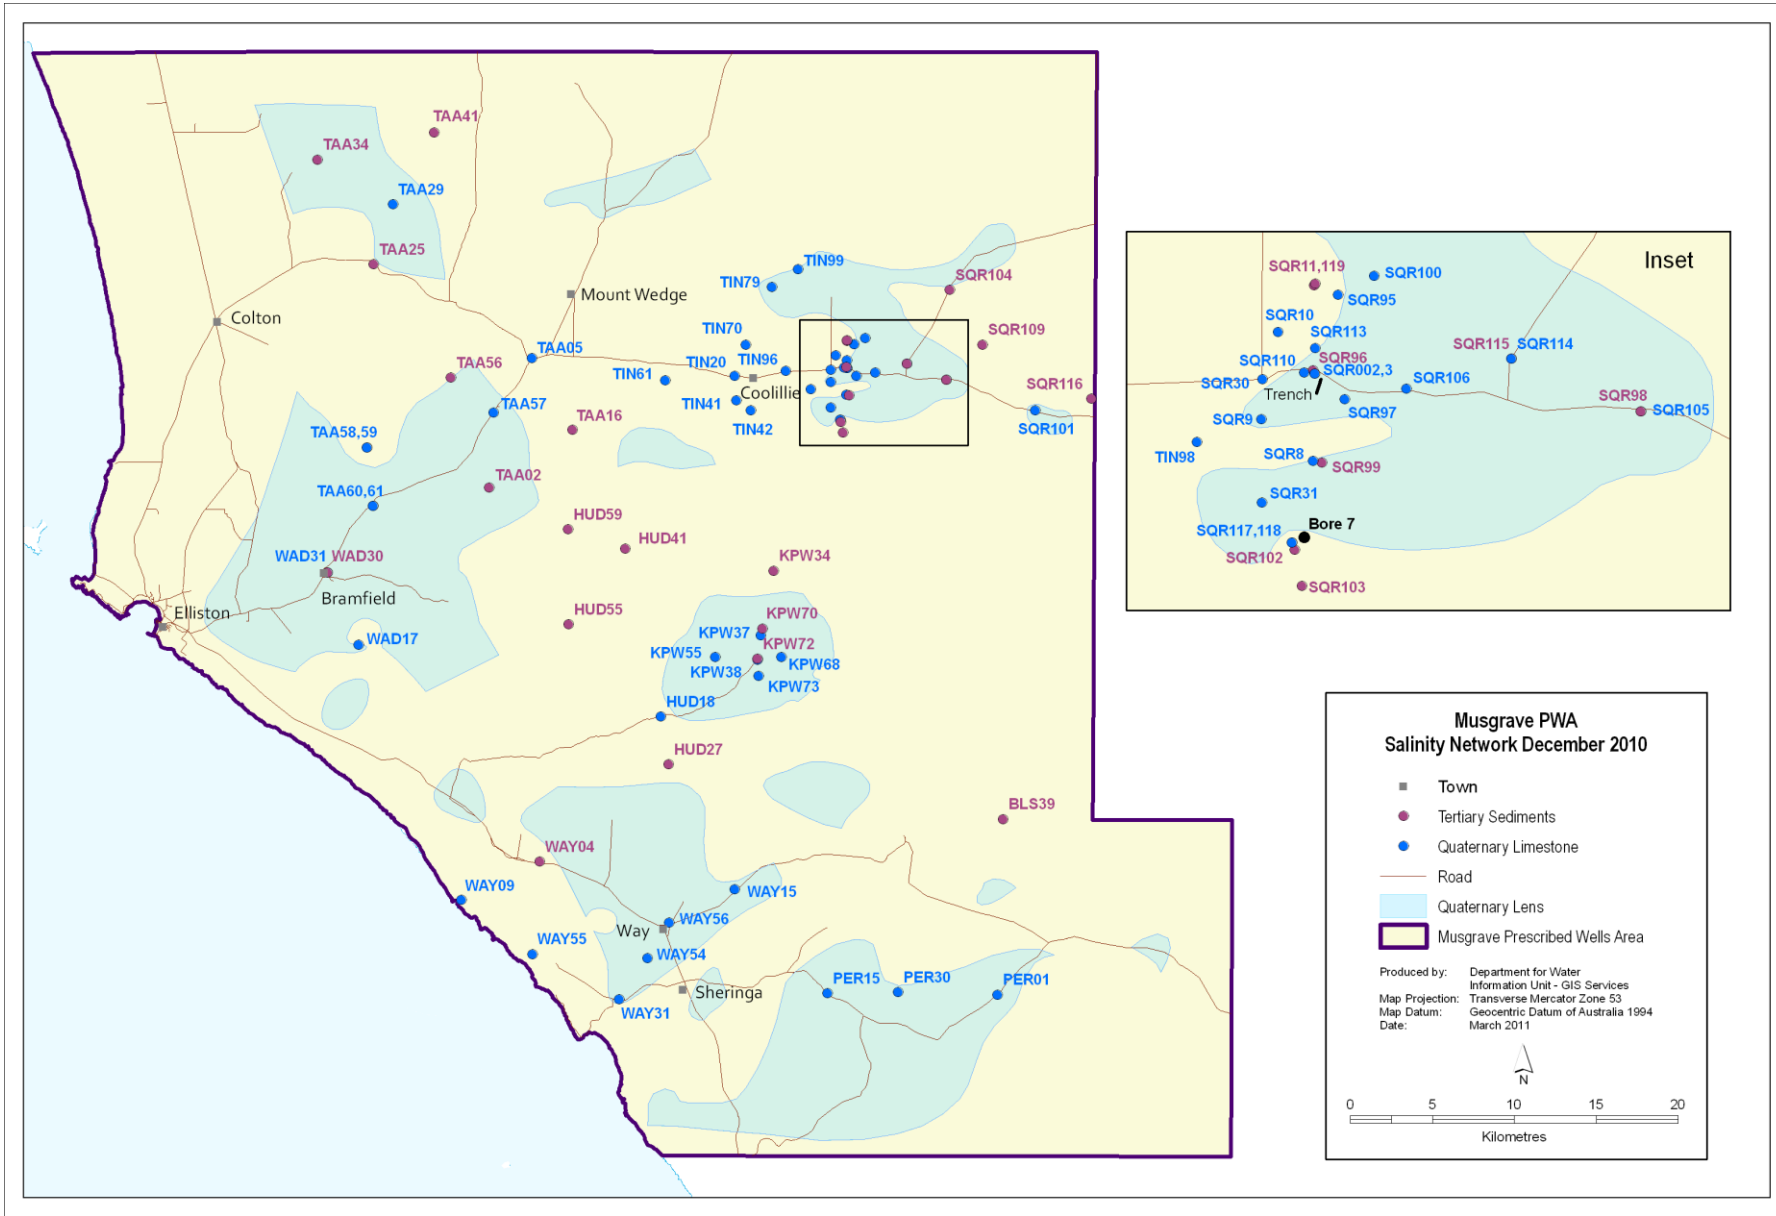 TAA41
TAA34
TAA29
TAA25
Mount Wedge
Colton
TIN99
TIN79
SQR104
SQR109
TIN70
TIN96
TIN20
TAA05
TAA56
TIN61
Coolillie
TIN41
TIN42
SQR116
SQR101
TAA57
TAA16
TAA58,59
TAA02
TAA60,61
HUD59
HUD41
WAD31
WAD30
Bramfield
KPW34
Elliston
HUD55
WAD17
KPW70
KPW37
KPW72
KPW55
KPW38
KPW68
KPW73
HUD18
HUD27
BLS39
WAY04
WAY09
WAY15
WAY56
Way
WAY55
WAY54
Sheringa
WAY31
PER15
PER30
PER01
Inset
SQR11,119
SQR100
SQR95
SQR10
SQR113
SQR110
SQR96
SQR115
SQR114
SQR002,3
SQR30
Trench
SQR106
SQR98
SQR105
SQR9
SQR97
TIN98
SQR8
SQR99
SQR31
Bore 7
SQR117,118
SQR102
SQR103
Musgrave PWA
Salinity Network December 2010
Town
Tertiary Sediments
Quaternary Limestone
Road
Quaternary Lens
Musgrave Prescribed Wells Area
Produced by: Department for Water
Information Unit - GIS Services
Map Projection: Transverse Mercator Zone 53
Map Datum: Geocentric Datum of Australia 1994
Date: March 2011
N
0 5 10 15 20
Kilometres